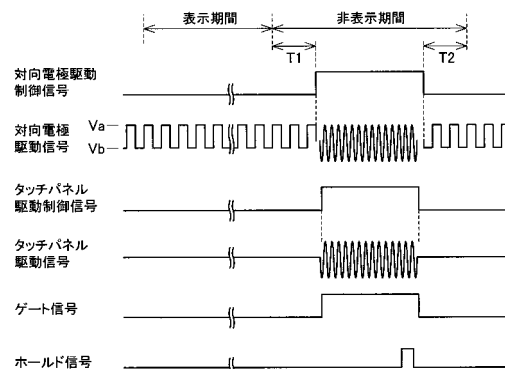 表示期間
非表示期間
T1
T2
対向電極駆動
制御信号
対向電極
駆動信号
Va
Vb
タッチパネル
駆動制御信号
タッチパネル
駆動信号
ゲート信号
ホールド信号